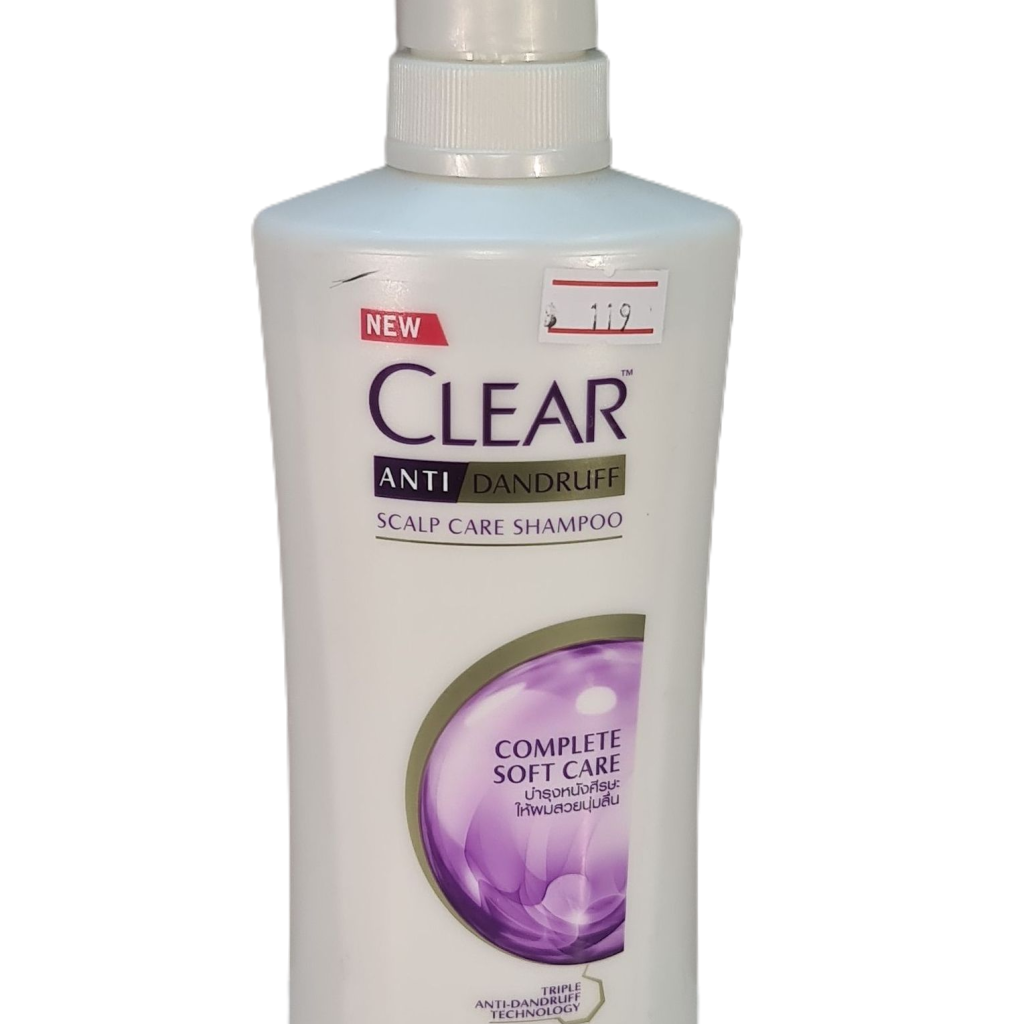 NEW
$ 119
CLEAR™
ANTI DANDRUFF
SCALP CARE SHAMPOO
COMPLETE
SOFT CARE
บำรุงหนังศีรษะ
ให้ผมสวยนุ่มลื่น
TRIPLE
ANTI-DANDRUFF
TECHNOLOGY